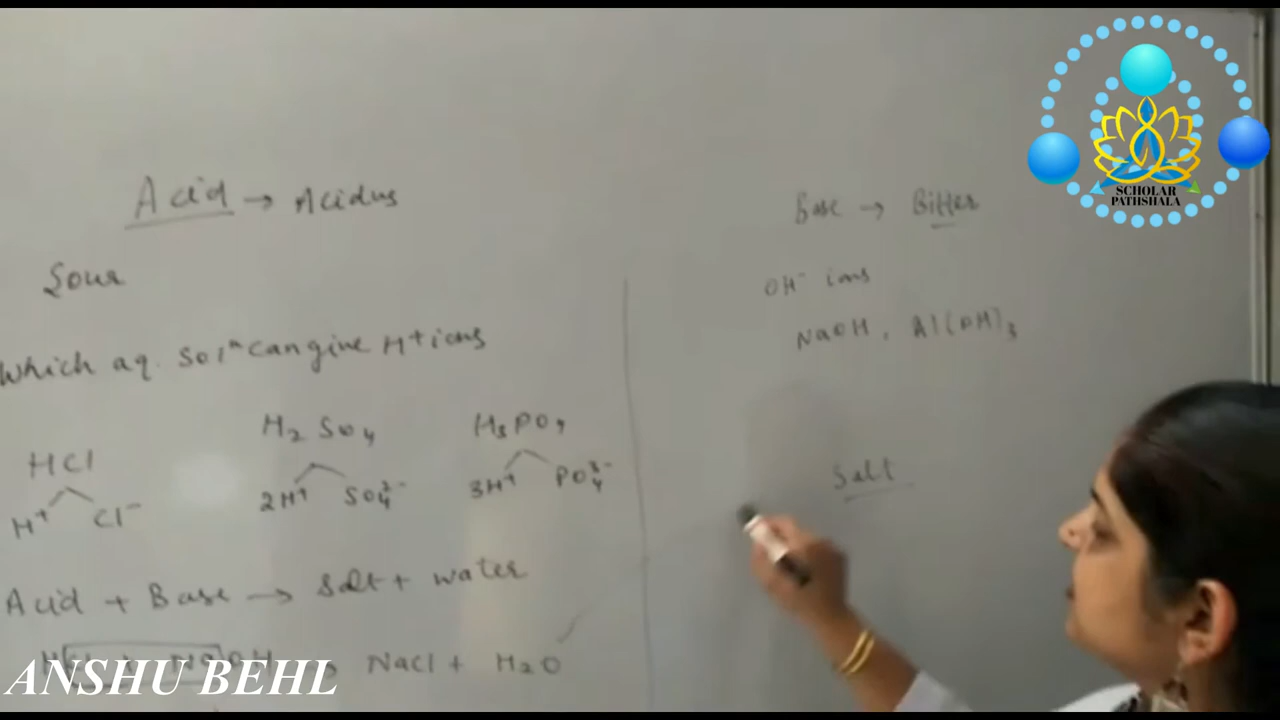 Acid → Acidus
Sour
Which aq. Solⁿ can give H⁺ ions
HCl
H⁺ Cl⁻
H₂SO₄
2H⁺ SO₄²⁻
H₃PO₄
3H⁺ PO₄³⁻
Acid + Base → Salt + water
OH → NaCl + H₂O
Base → Bitter
OH⁻ ions
NaOH, Al(OH)₃
Salt
SCHOLAR
PATHSHALA
ANSHU BEHL